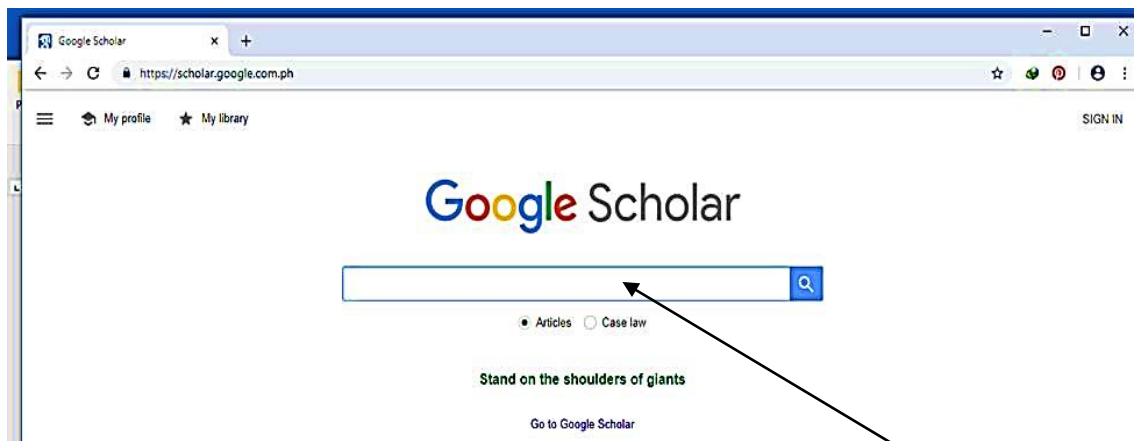 Google Scholar
https://scholar.google.com.ph
My profile My library SIGN IN
Google Scholar
Articles Case law
Stand on the shoulders of giants
Go to Google Scholar